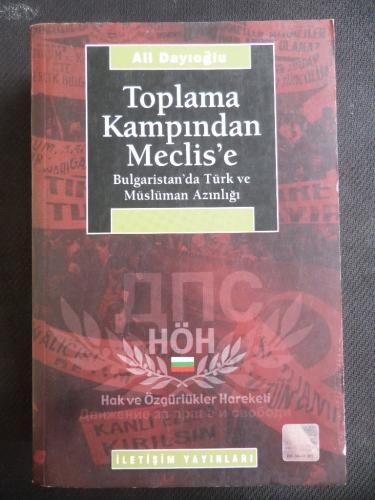 Ali Dayıoğlu
Toplama
Kampından
Meclis'e
Bulgaristan'da Türk ve
Müslüman Azınlığı
ДПС
HÖH
Hak ve Özgürlükler Hareketi
Движение за права и свободи
KANLI
KIRILSIN
İLETİŞİM YAYINLARI